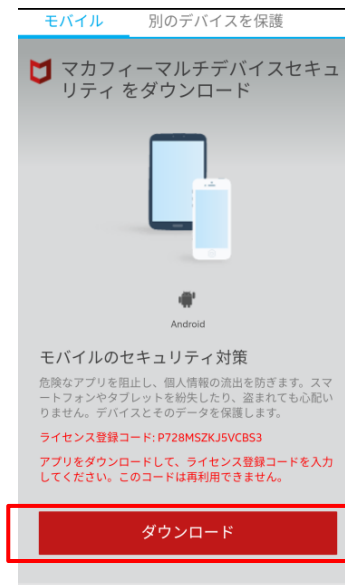 モバイル　別のデバイスを保護
マカフィーマルチデバイスセキュ
リティ をダウンロード
Android
モバイルのセキュリティ対策
危険なアプリを阻止し、個人情報の流出を防ぎます。スマ
ートフォンやタブレットを紛失したり、盗まれても心配い
りません。デバイスとそのデータを保護します。
ライセンス登録コード: P728MSZKJ5VCBS3
アプリをダウンロードして、ライセンス登録コードを入力
してください。このコードは再利用できません。
ダウンロード